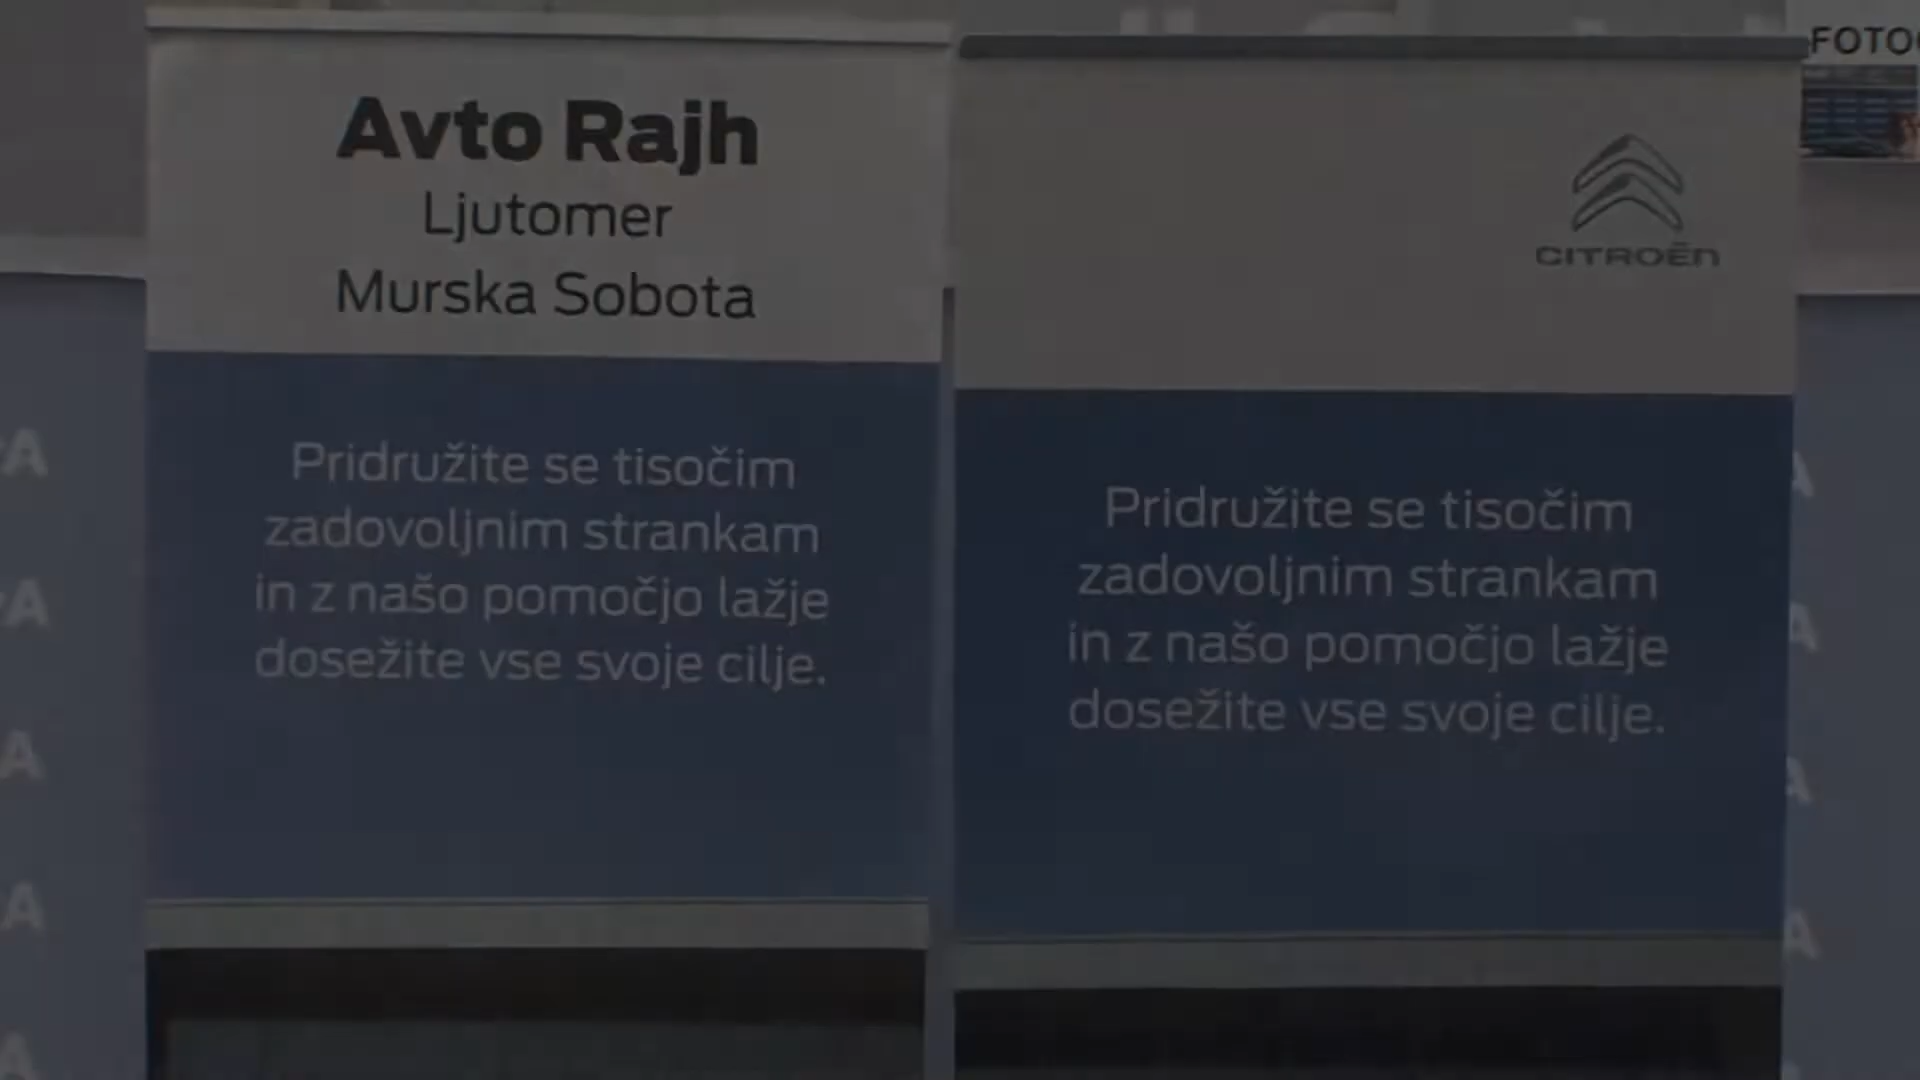 Avto Rajh
Ljutomer
Murska Sobota
Pridružite se tisočim
zadovoljnim strankam
in z našo pomočjo lažje
dosežite vse svoje cilje.
CITROËN
Pridružite se tisočim
zadovoljnim strankam
in z našo pomočjo lažje
dosežite vse svoje cilje.